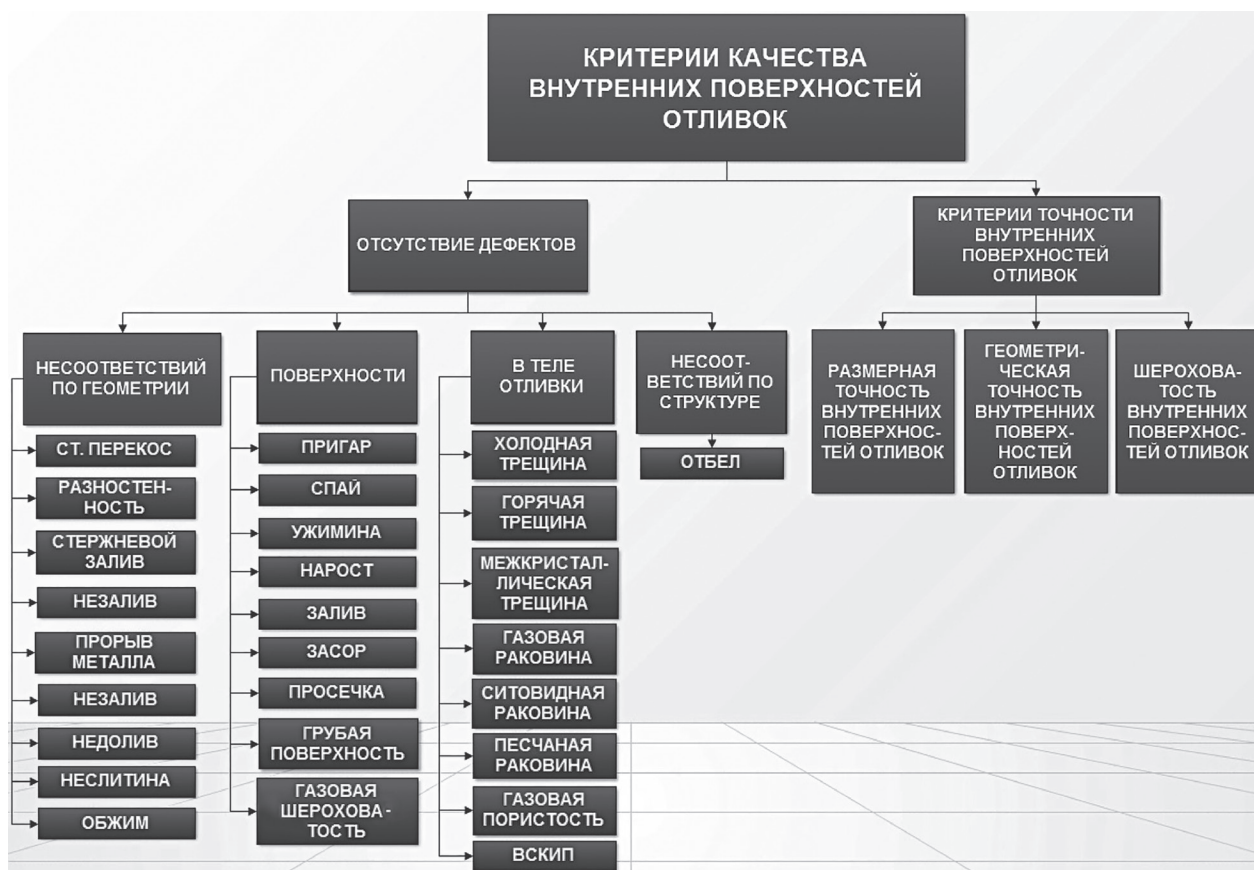 КРИТЕРИИ КАЧЕСТВА
ВНУТРЕННИХ ПОВЕРХНОСТЕЙ
ОТЛИВОК
ОТСУТСТВИЕ ДЕФЕКТОВ
КРИТЕРИИ ТОЧНОСТИ
ВНУТРЕННИХ
ПОВЕРХНОСТЕЙ
ОТЛИВОК
НЕСООТВЕТСТВИЙ
ПО ГЕОМЕТРИИ
СТ. ПЕРЕКОС
РАЗНОСТЕН-
НОСТЬ
СТЕРЖНЕВОЙ
ЗАЛИВ
НЕЗАЛИВ
ПРОРЫВ
МЕТАЛЛА
НЕЗАЛИВ
НЕДОЛИВ
НЕСЛИТИНА
ОБЖИМ
ПОВЕРХНОСТИ
ПРИГАР
СПАЙ
УЖИМИНА
НАРОСТ
ЗАЛИВ
ЗАСОР
ПРОСЕЧКА
ГРУБАЯ
ПОВЕРХНОСТЬ
ГАЗОВАЯ
ШЕРОХОВА-
ТОСТЬ
В ТЕЛЕ
ОТЛИВКИ
ХОЛОДНАЯ
ТРЕЩИНА
ГОРЯЧАЯ
ТРЕЩИНА
МЕЖКРИСТАЛ-
ЛИЧЕСКАЯ
ТРЕЩИНА
ГАЗОВАЯ
РАКОВИНА
СИТОВИДНАЯ
РАКОВИНА
ПЕСЧАНАЯ
РАКОВИНА
ГАЗОВАЯ
ПОРИСТОСТЬ
ВСКИП
НЕСООТ-
ВЕТСТВИЙ ПО
СТРУКТУРЕ
ОТБЕЛ
РАЗМЕРНАЯ
ТОЧНОСТЬ
ВНУТРЕННИХ
ПОВЕРХНОС-
ТЕЙ ОТЛИВОК
ГЕОМЕТРИ-
ЧЕСКАЯ
ТОЧНОСТЬ
ВНУТРЕННИХ
ПОВЕРХ-
НОСТЕЙ
ОТЛИВОК
ШЕРОХОВА-
ТОСТЬ
ВНУТРЕННИХ
ПОВЕРХНОС-
ТЕЙ ОТЛИВОК